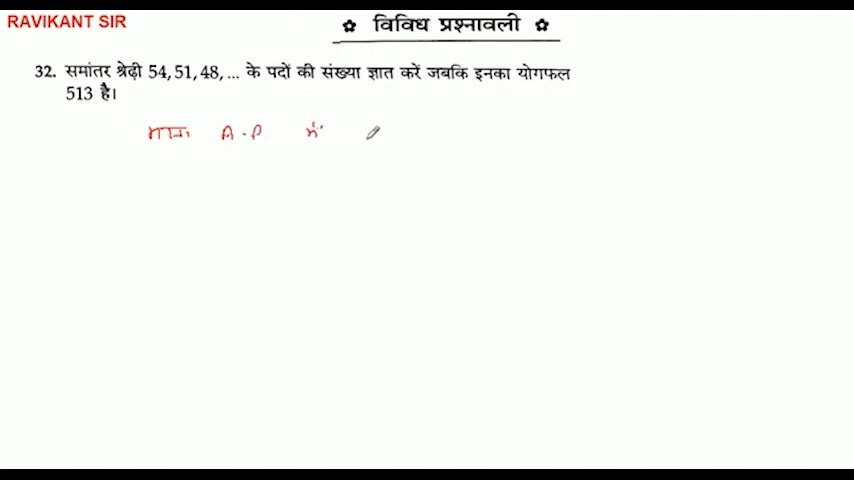 RAVIKANT SIR
✿ विविध प्रश्नावली ✿
32. समांतर श्रेढ़ी 54, 51, 48, ... के पदों की संख्या ज्ञात करें जबकि इनका योगफल
513 है।
माना A.P में